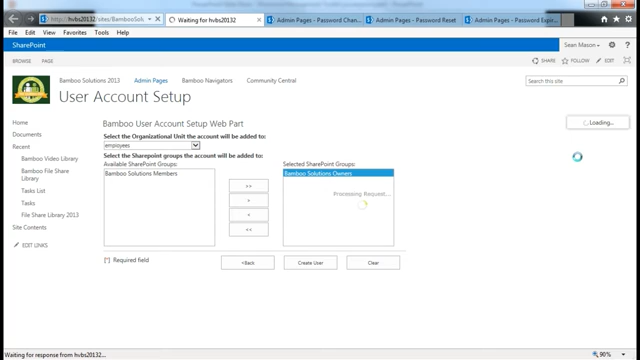 http://hvbs20132/sites/BambooSol
Waiting for hvbs20132
Admin Pages - Password Chan...
Admin Pages - Password Reset
Admin Pages - Password Expir...
File Edit View Favorites Tools Help
SharePoint
Sean Mason
BROWSE PAGE
SHARE FOLLOW EDIT
Bamboo Solutions 2013 Admin Pages Bamboo Navigators Community Central
Search this site
User Account Setup
Loading...
Home
Documents
Recent
Bamboo Video Library
Bamboo File Share
Library
Tasks List
Tasks
File Share Library 2013
Site Contents
EDIT LINKS
Bamboo User Account Setup Web Part
Select the Organizational Unit the account will be added to:
employees
Select the Sharepoint groups the account will be added to:
Available SharePoint Groups:
Selected SharePoint Groups:
Bamboo Solutions Members
Bamboo Solutions Owners
>>
>
<
<<
Processing Request...
[*] Required field
<Back
Create User
Clear
Waiting for response from hvbs20132...
90%